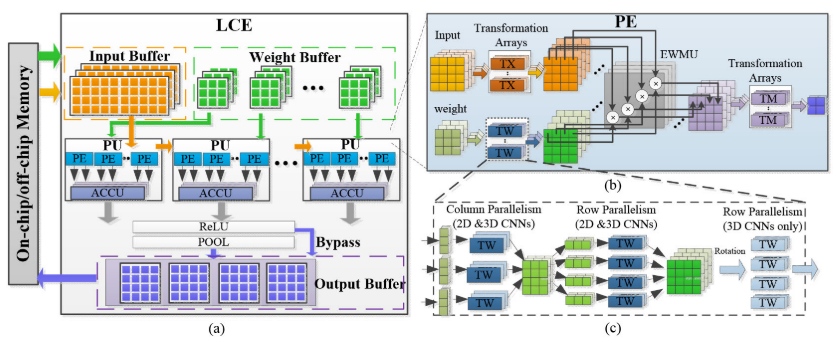 LCE
On-chip/off-chip Memory
Input Buffer
Weight Buffer
...
PU
PE PE .. PE
ACCU
PU
PE PE .. PE
ACCU
...
PU
PE PE .. PE
ACCU
ReLU
POOL
Bypass
Output Buffer
(a)
PE
Input
Transformation
Arrays
TX
:
TX
EWMU
weight
TW
:
TW
Transformation
Arrays
TM
:
TM
(b)
Column Parallelism
(2D &3D CNNs)
Row Parallelism
(2D &3D CNNs)
Row Parallelism
(3D CNNs only)
TW
TW
TW
TW
TW
TW
TW
Rotation
TW
TW
TW
TW
(c)